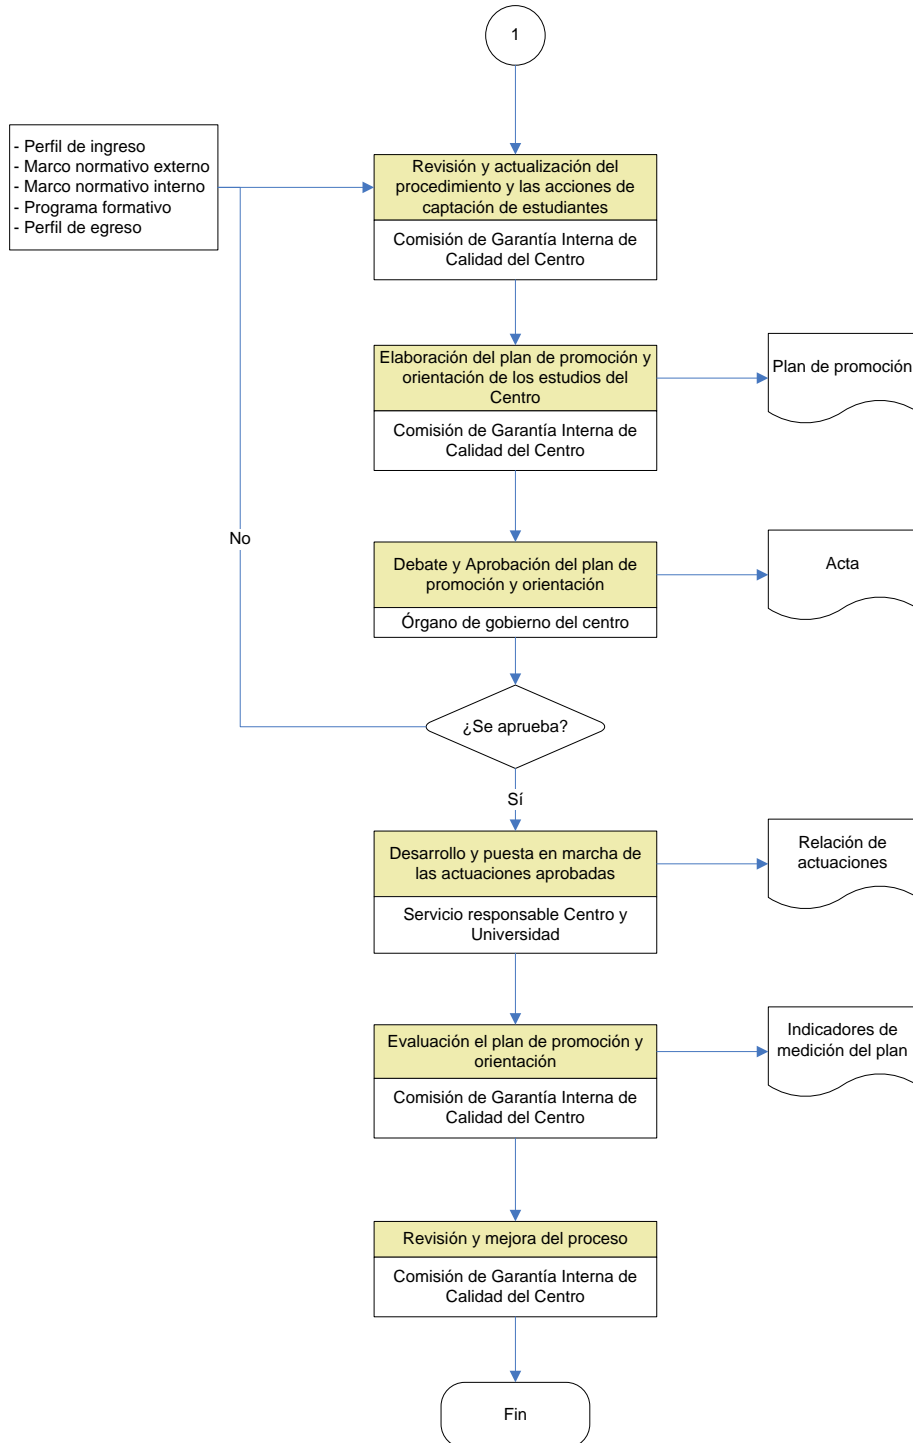 1
- Perfil de ingreso
- Marco normativo externo
- Marco normativo interno
- Programa formativo
- Perfil de egreso
Revisión y actualización del
procedimiento y las acciones de
captación de estudiantes
Comisión de Garantía Interna de
Calidad del Centro
Elaboración del plan de promoción y
orientación de los estudios del
Centro
Comisión de Garantía Interna de
Calidad del Centro
Plan de promoción
Debate y Aprobación del plan de
promoción y orientación
Órgano de gobierno del centro
Acta
No
¿Se aprueba?
Sí
Desarrollo y puesta en marcha de
las actuaciones aprobadas
Servicio responsable Centro y
Universidad
Relación de
actuaciones
Evaluación el plan de promoción y
orientación
Comisión de Garantía Interna de
Calidad del Centro
Indicadores de
medición del plan
Revisión y mejora del proceso
Comisión de Garantía Interna de
Calidad del Centro
Fin